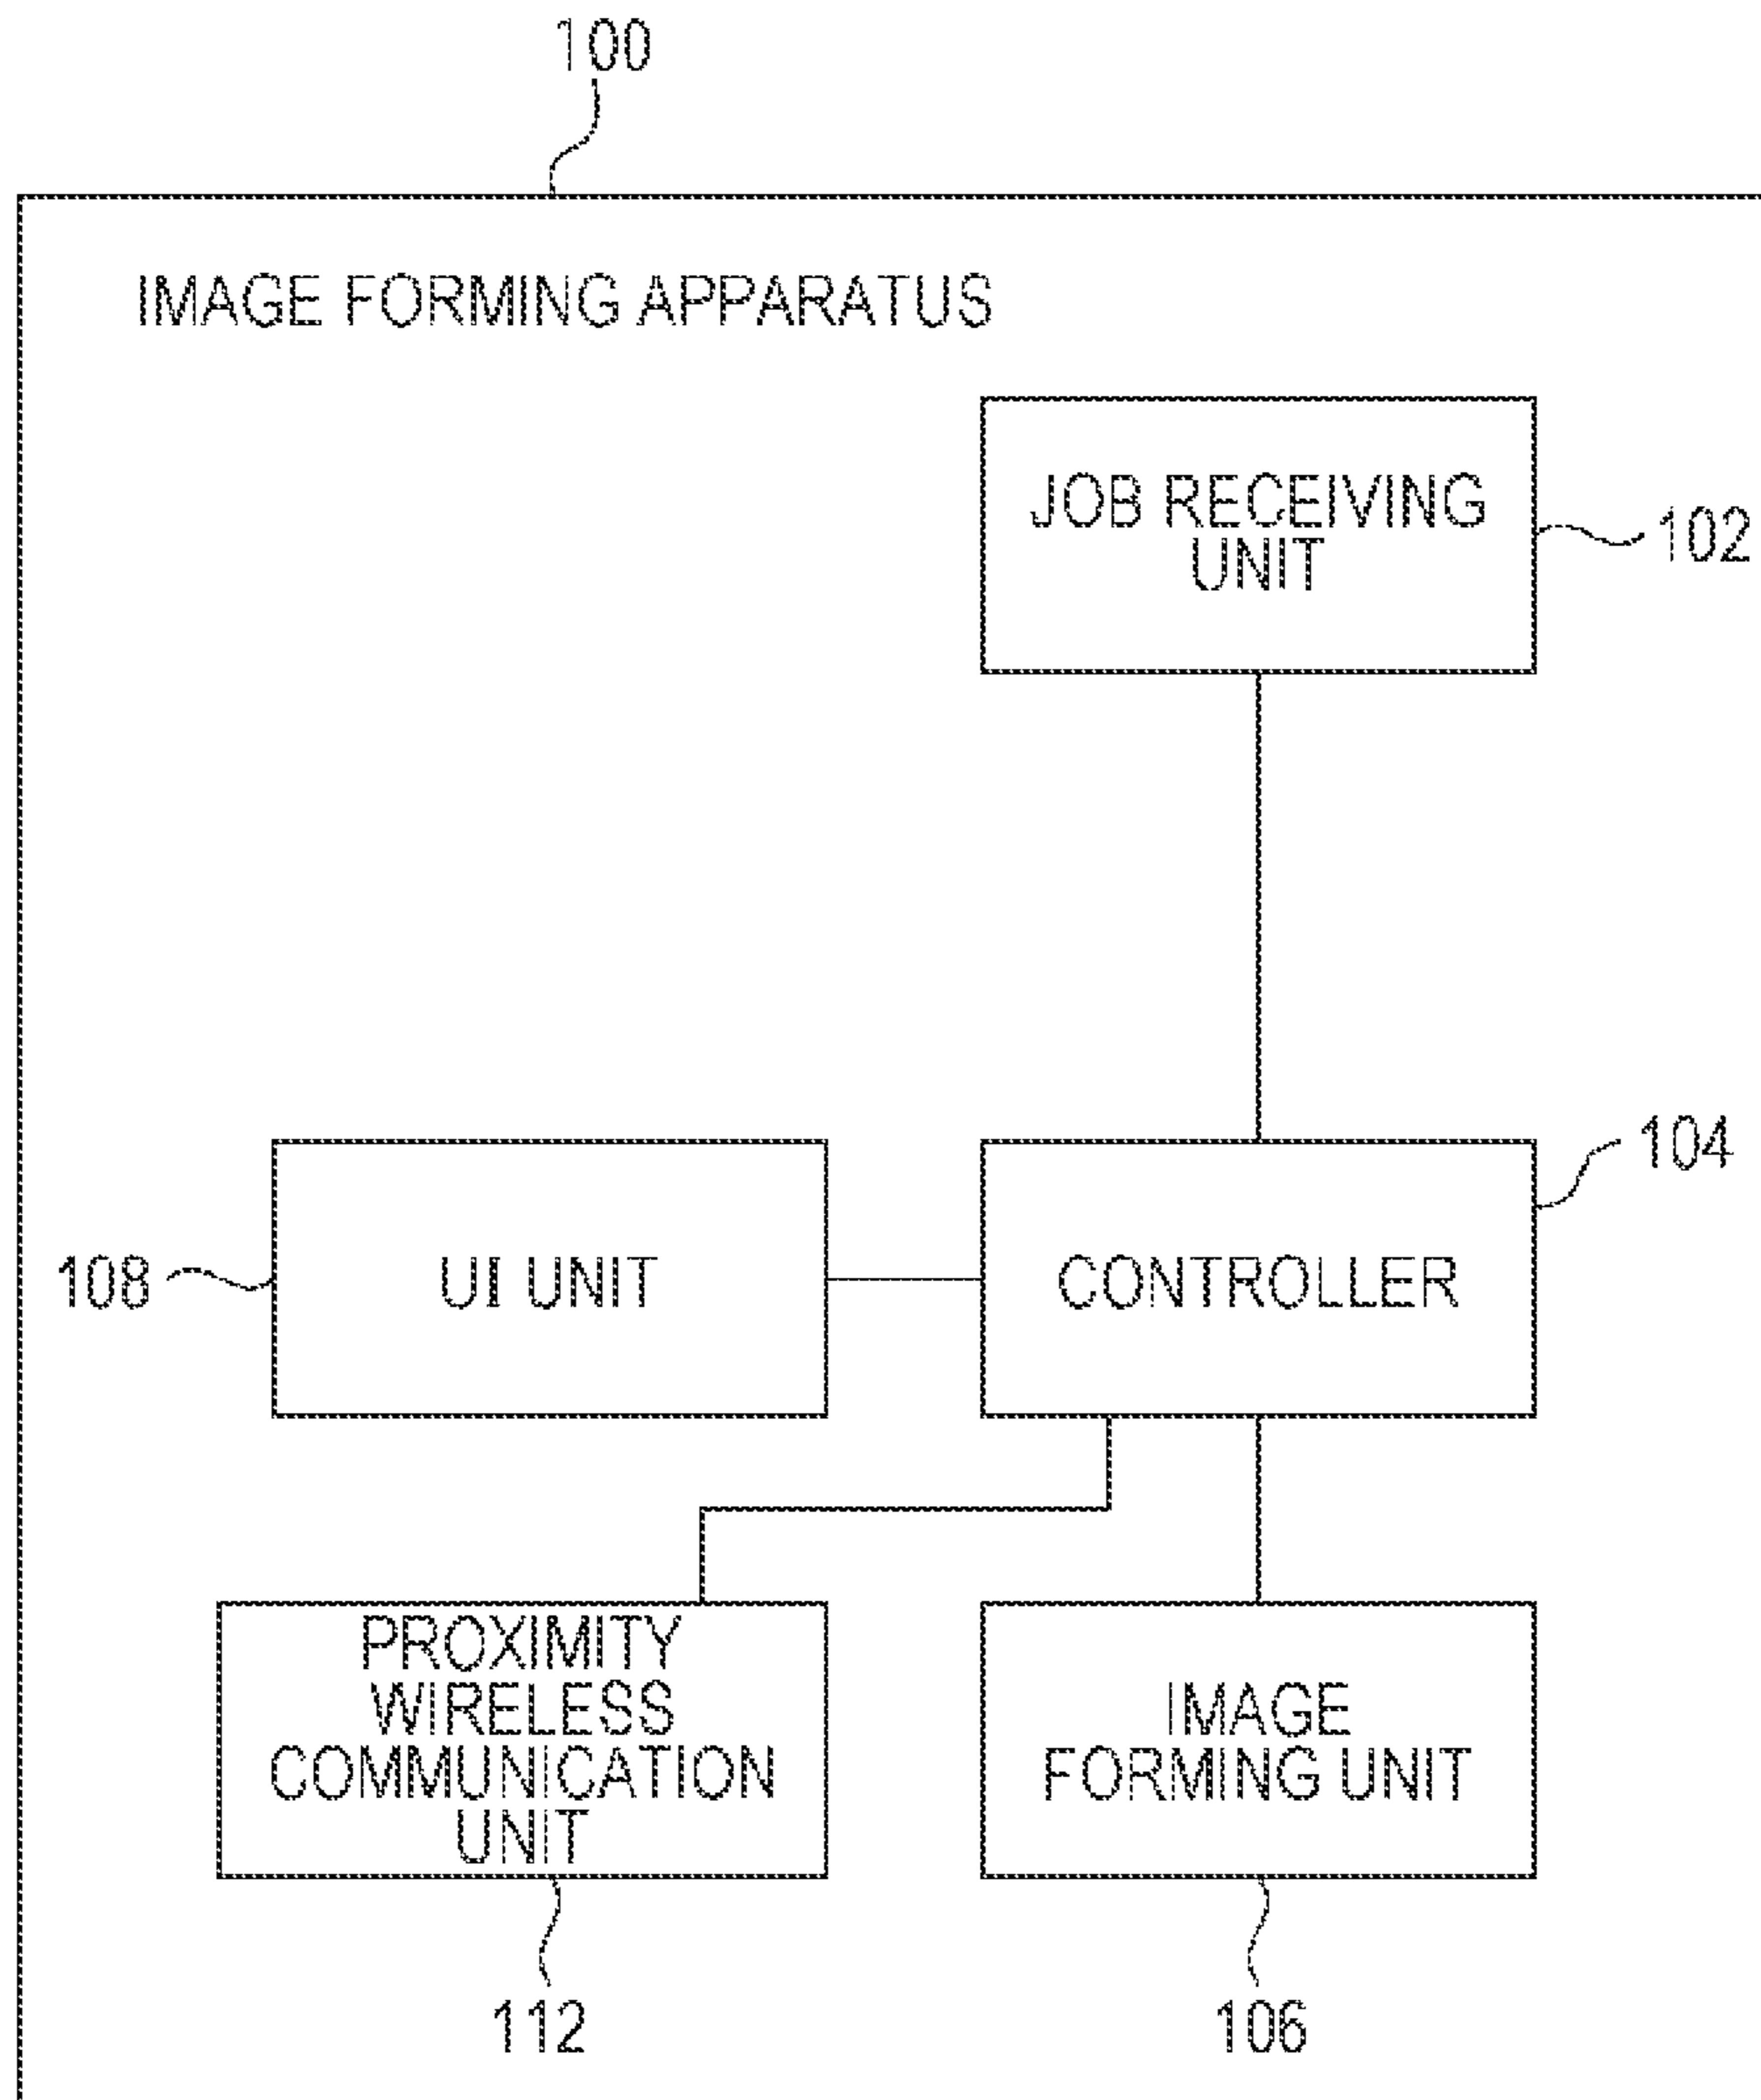 100
IMAGE FORMING APPARATUS
JOB RECEIVING
UNIT
102
104
108
UI UNIT
CONTROLLER
PROXIMITY
WIRELESS
COMMUNICATION
UNIT
IMAGE
FORMING UNIT
112
106